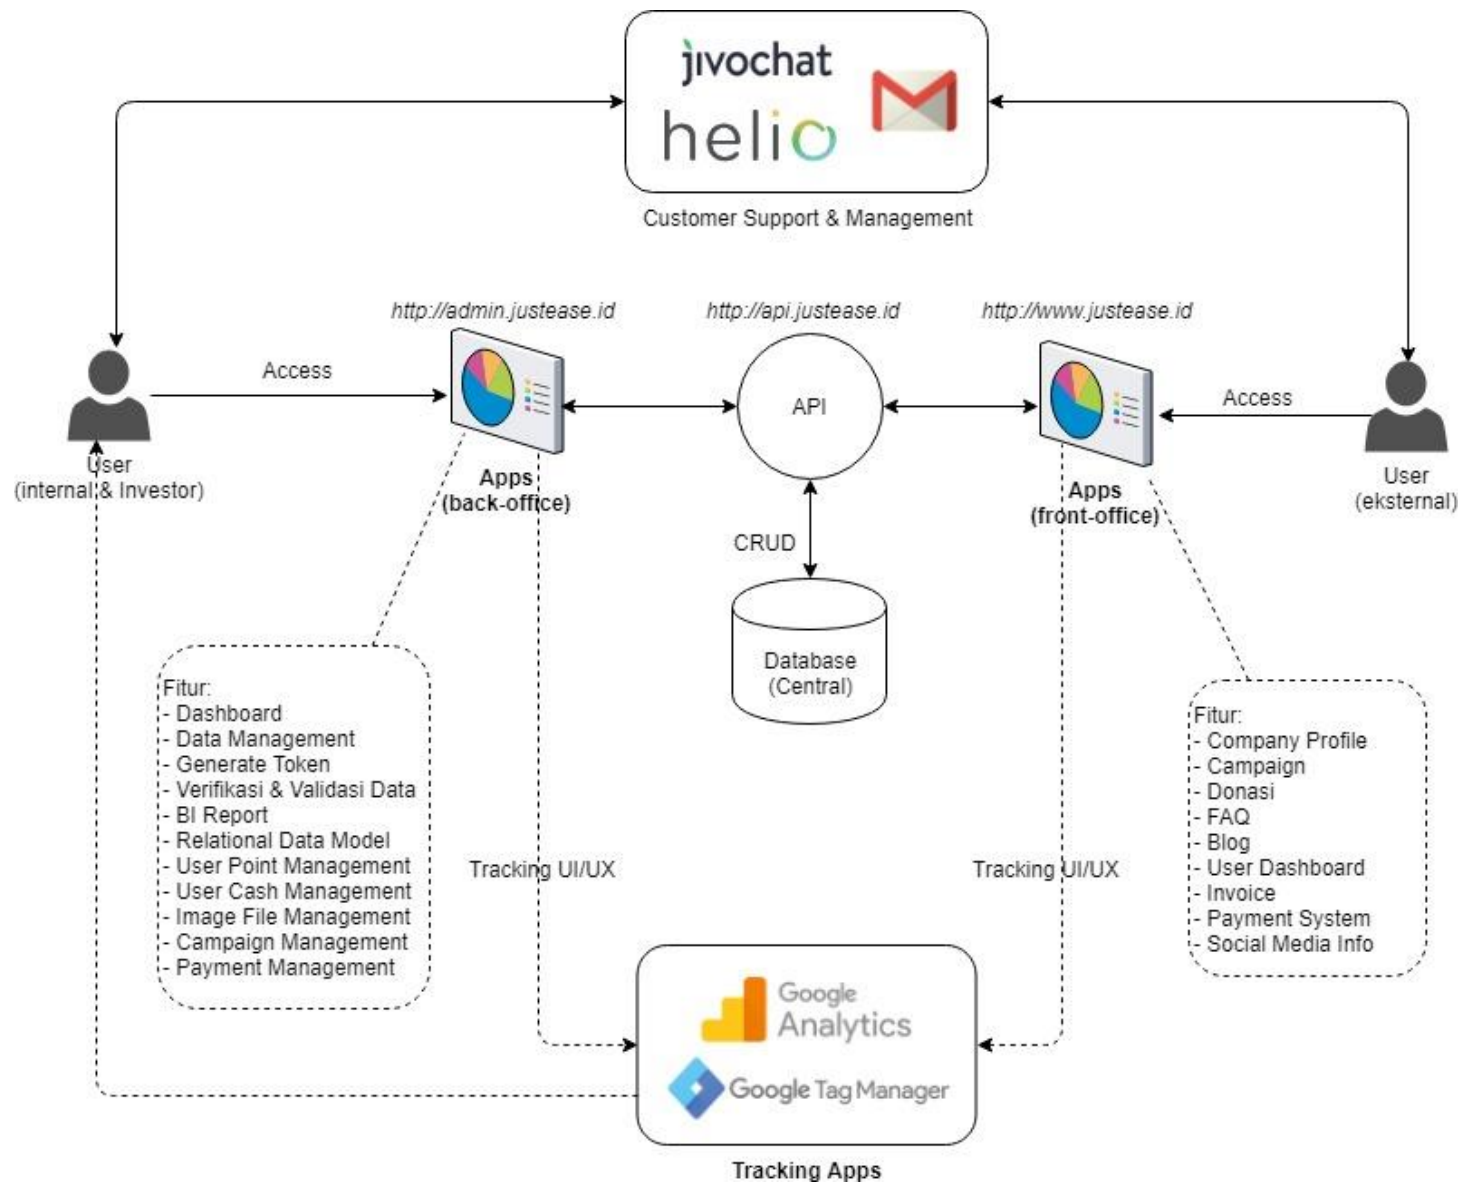 jivochat
helio
Customer Support & Management
http://admin.justease.id
http://api.justease.id
http://www.justease.id
Access
API
Access
User
(internal & Investor)
Apps
(back-office)
Apps
(front-office)
User
(eksternal)
CRUD
Database
(Central)
Fitur:
- Dashboard
- Data Management
- Generate Token
- Verifikasi & Validasi Data
- BI Report
- Relational Data Model
- User Point Management
- User Cash Management
- Image File Management
- Campaign Management
- Payment Management
Fitur:
- Company Profile
- Campaign
- Donasi
- FAQ
- Blog
- User Dashboard
- Invoice
- Payment System
- Social Media Info
Tracking UI/UX
Tracking UI/UX
Google
Analytics
Google Tag Manager
Tracking Apps